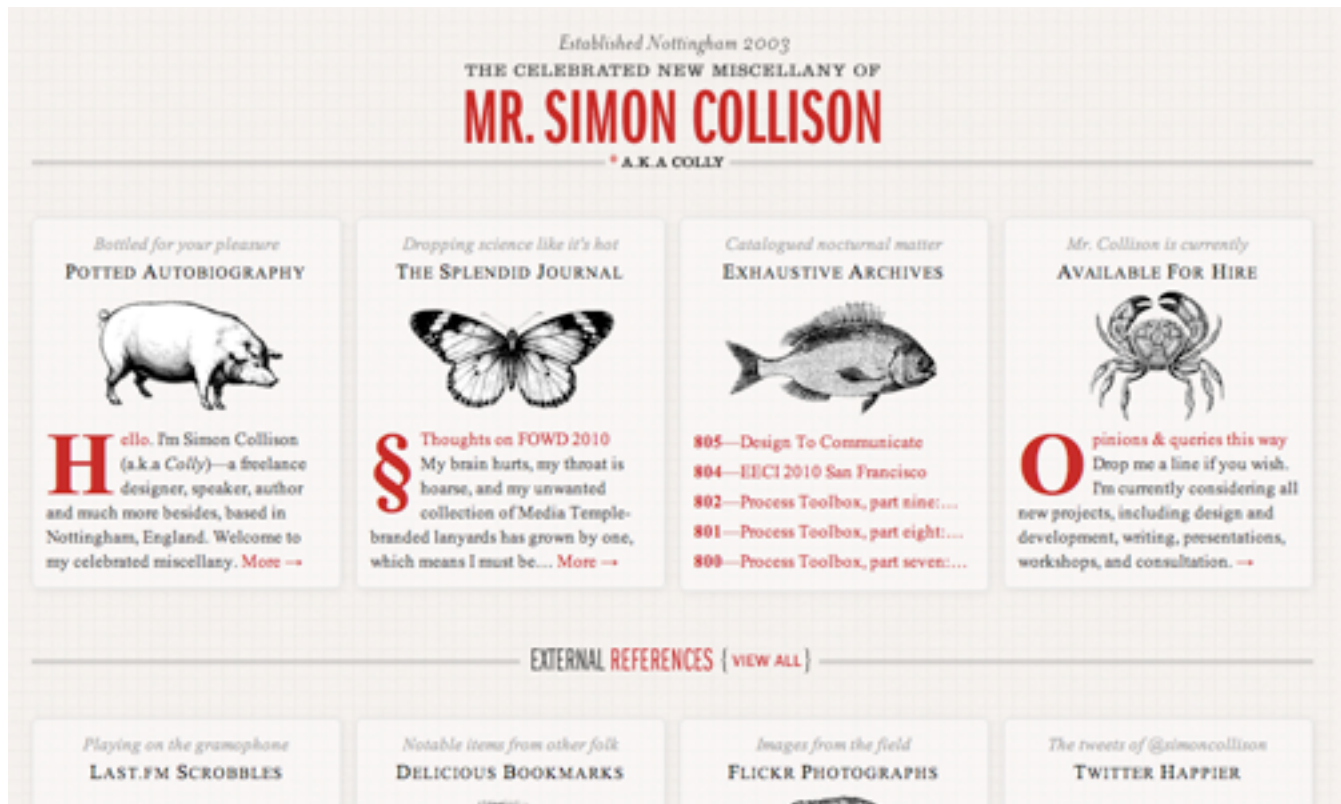 Established Nottingham 2003
THE CELEBRATED NEW MISCELLANY OF
MR. SIMON COLLISON
* A.K.A COLLY
Bottled for your pleasure
POTTED AUTOBIOGRAPHY
Hello. I'm Simon Collison
(a.k.a Colly)—a freelance
designer, speaker, author
and much more besides, based in
Nottingham, England. Welcome to
my celebrated miscellany. More →
Dropping science like it's hot
THE SPLENDID JOURNAL
§ Thoughts on FOWD 2010
My brain hurts, my throat is
hoarse, and my unwanted
collection of Media Temple-
branded lanyards has grown by one,
which means I must be... More →
Catalogued nocturnal matter
EXHAUSTIVE ARCHIVES
805—Design To Communicate
804—EECI 2010 San Francisco
802—Process Toolbox, part nine:...
801—Process Toolbox, part eight:...
800—Process Toolbox, part seven:...
Mr. Collison is currently
AVAILABLE FOR HIRE
Opinions & queries this way
Drop me a line if you wish.
I'm currently considering all
new projects, including design and
development, writing, presentations,
workshops, and consultation. →
EXTERNAL REFERENCES { VIEW ALL }
Playing on the gramophone
LAST.FM SCROBBLES
Notable items from other folk
DELICIOUS BOOKMARKS
Images from the field
FLICKR PHOTOGRAPHS
The tweets of @simoncollison
TWITTER HAPPIER